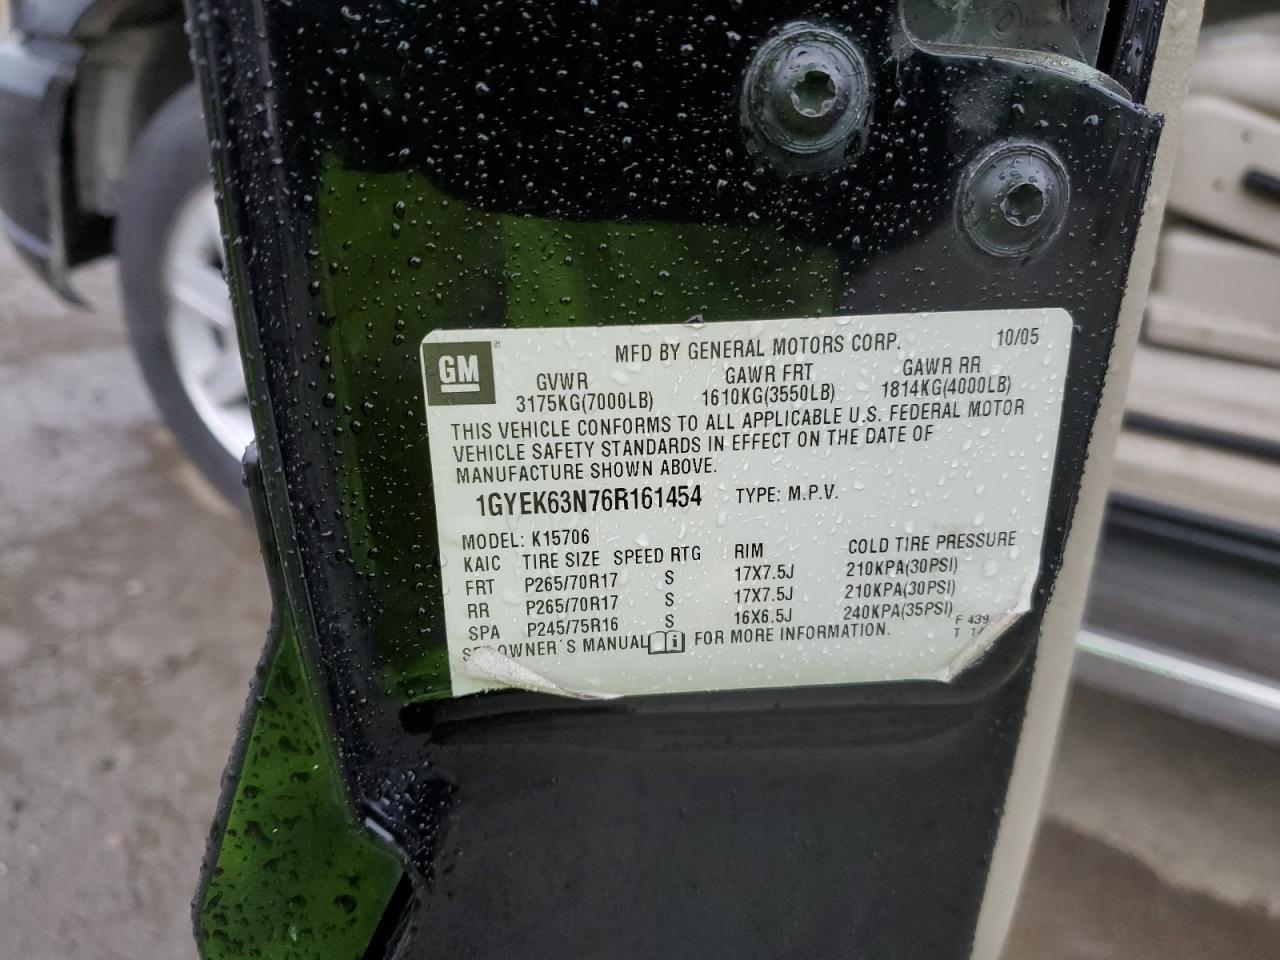 GM
MFD BY GENERAL MOTORS CORP. 10/05
GVWR GAWR FRT GAWR RR
3175KG(7000LB) 1610KG(3550LB) 1814KG(4000LB)
THIS VEHICLE CONFORMS TO ALL APPLICABLE U.S. FEDERAL MOTOR
VEHICLE SAFETY STANDARDS IN EFFECT ON THE DATE OF
MANUFACTURE SHOWN ABOVE.
1GYEK63N76R161454 TYPE: M.P.V.
MODEL: K15706
KAIC TIRE SIZE SPEED RTG RIM COLD TIRE PRESSURE
FRT P265/70R17 S 17X7.5J 210KPA(30PSI)
RR P265/70R17 S 17X7.5J 210KPA(30PSI)
SPA P245/75R16 S 16X6.5J 240KPA(35PSI)
OWNER'S MANUAL FOR MORE INFORMATION.
F 439
T